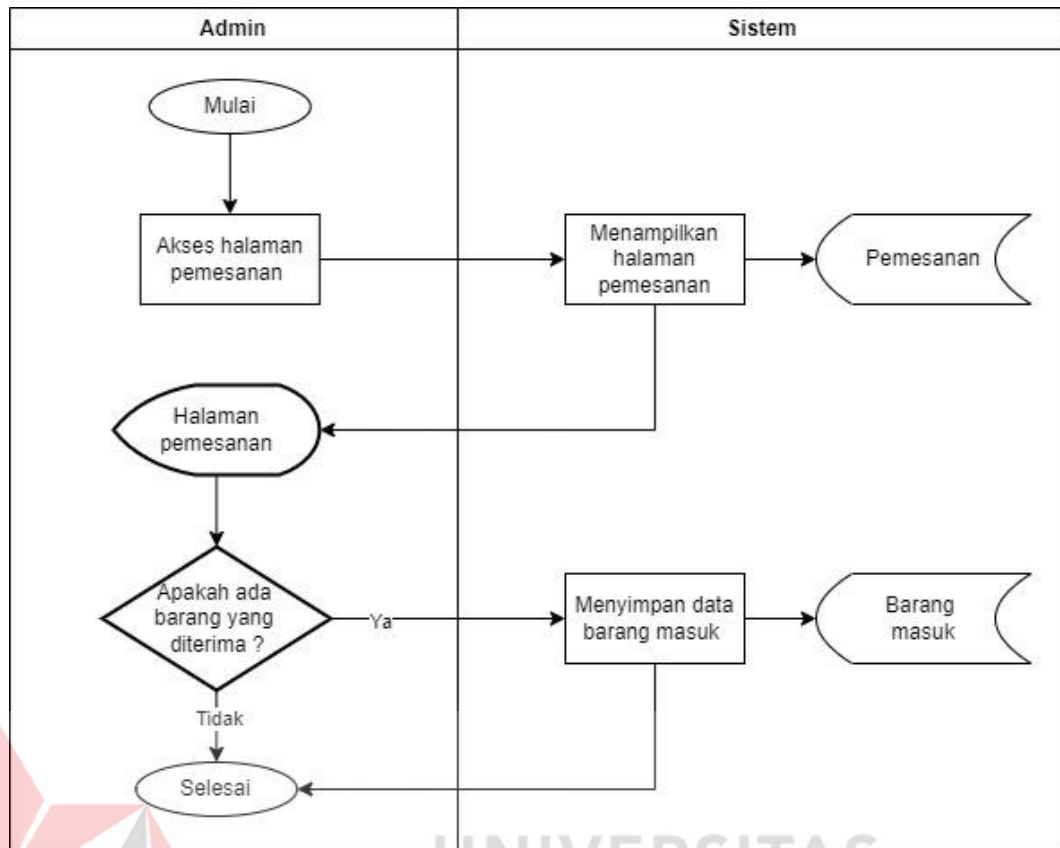 Admin
Sistem
Mulai
Akses halaman
pemesanan
Menampilkan
halaman
pemesanan
Pemesanan
Halaman
pemesanan
Apakah ada
barang yang
diterima ?
Ya
Menyimpan data
barang masuk
Barang
masuk
Tidak
Selesai
UNIVERSITAS